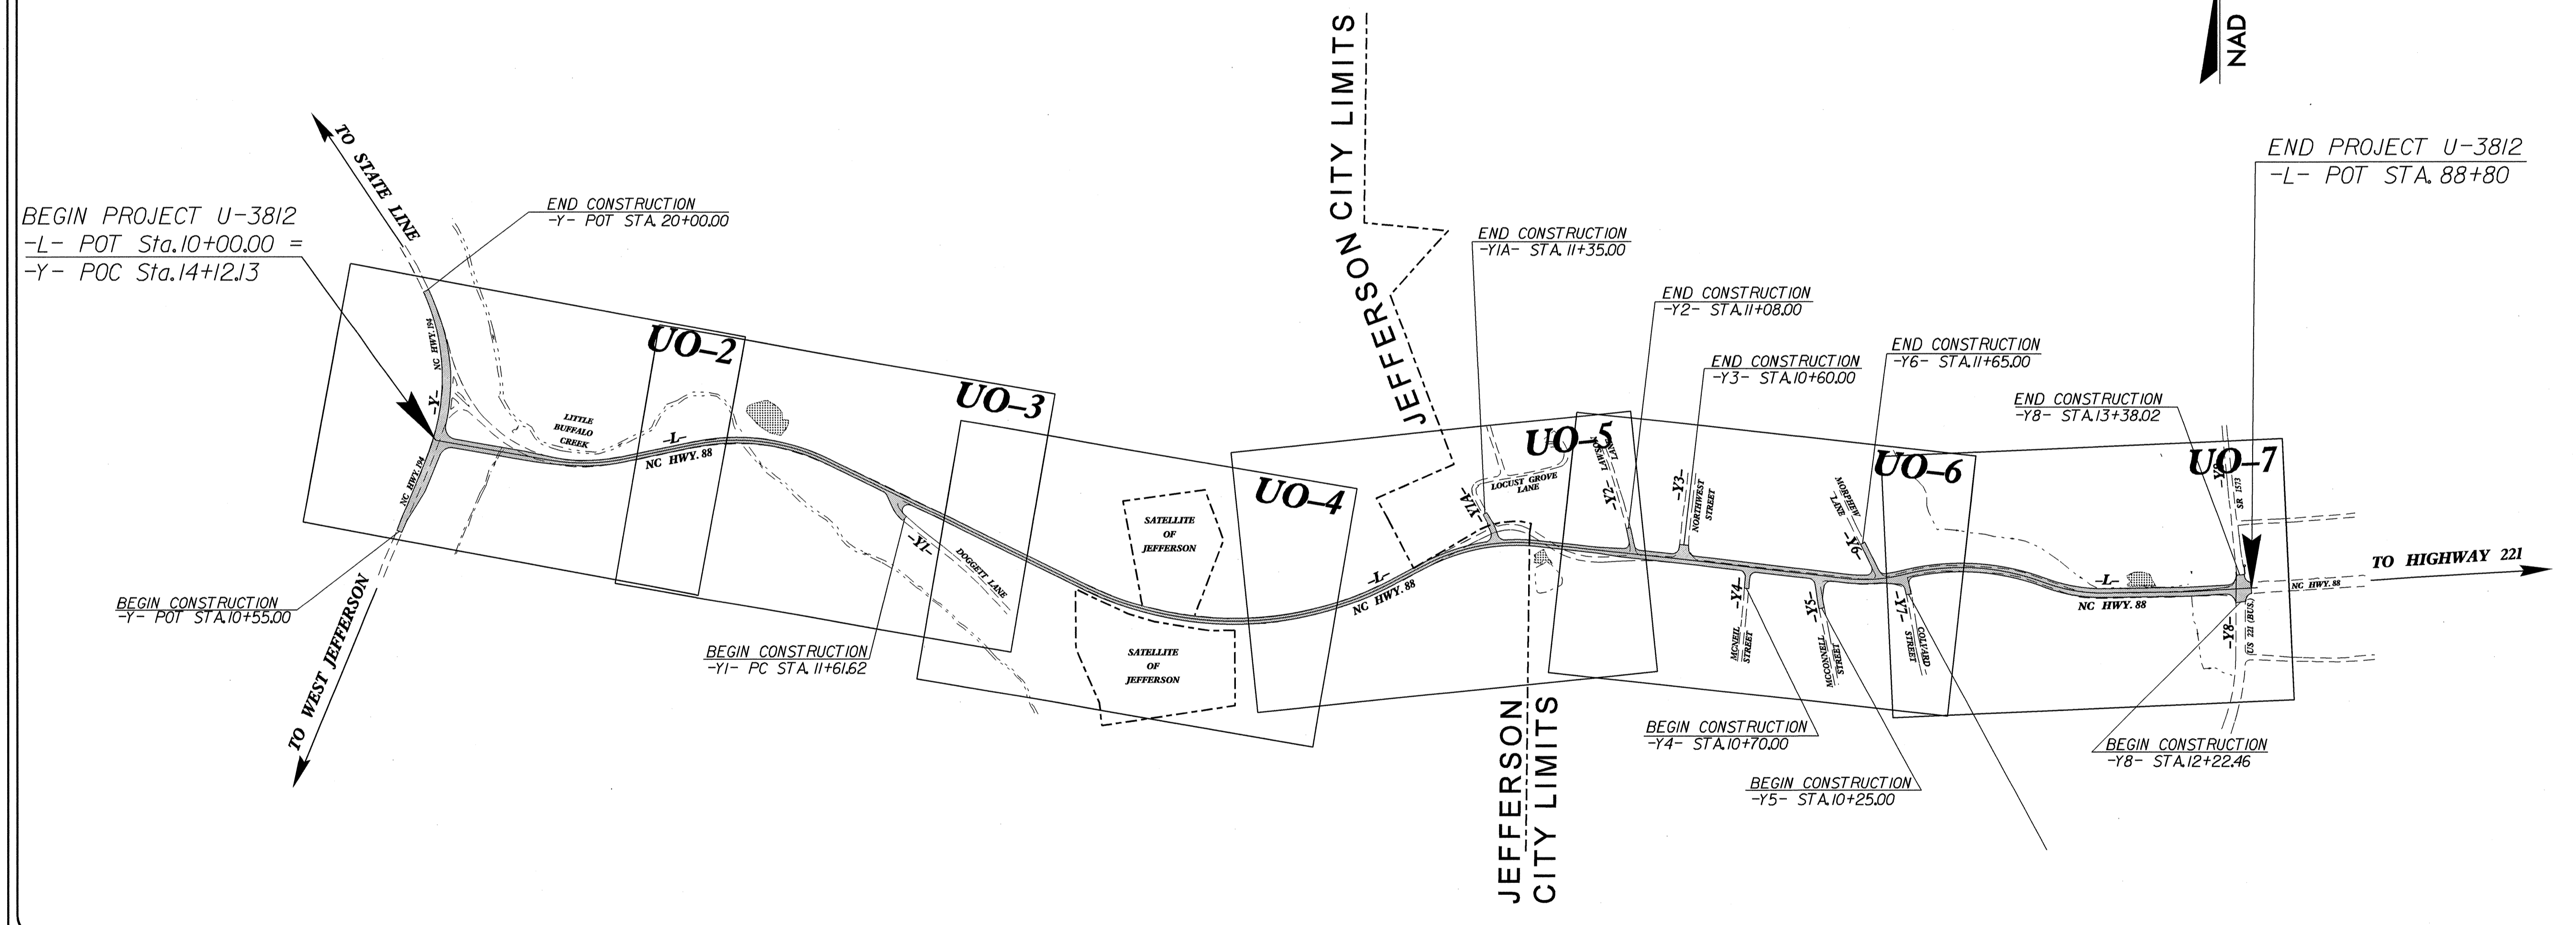 NAD
JEFFERSON CITY LIMITS
END PROJECT U-3812
-L- POT STA. 88+80
TO STATE LINE
BEGIN PROJECT U-3812
-L- POT Sta.10+00.00 =
-Y- POC Sta.14+12.13
END CONSTRUCTION
-Y- POT STA. 20+00.00
END CONSTRUCTION
-Y1A- STA. 11+35.00
END CONSTRUCTION
-Y2- STA.11+08.00
END CONSTRUCTION
-Y3- STA.10+60.00
END CONSTRUCTION
-Y6- STA.11+65.00
END CONSTRUCTION
-Y8- STA.13+38.02
UO-2
UO-3
UO-4
UO-5
UO-6
UO-7
NC HWY. 194
-Y-
NC HWY. 194
LITTLE
BUFFALO
CREEK
-L-
NC HWY. 88
-Y1-
DOGGETT LANE
SATELLITE
OF
JEFFERSON
SATELLITE
OF
JEFFERSON
-L-
NC HWY. 88
-Y1A-
LOCUST GROVE
LANE
LAWSON
LANE
-Y2-
-Y3-
NORTHWEST
STREET
-Y4-
MCNEIL
STREET
-Y5-
MCCONNELL
STREET
MORPHEW
LANE
-Y6-
-Y7-
COLVARD
STREET
-L-
NC HWY. 88
-Y8-
SR 1573
-Y8-
US 221 (BUS.)
NC HWY. 88
TO HIGHWAY 221
BEGIN CONSTRUCTION
-Y- POT STA.10+55.00
TO WEST JEFFERSON
BEGIN CONSTRUCTION
-Y1- PC STA. 11+61.62
BEGIN CONSTRUCTION
-Y4- STA.10+70.00
BEGIN CONSTRUCTION
-Y5- STA.10+25.00
BEGIN CONSTRUCTION
-Y8- STA.12+22.46
JEFFERSON
CITY LIMITS